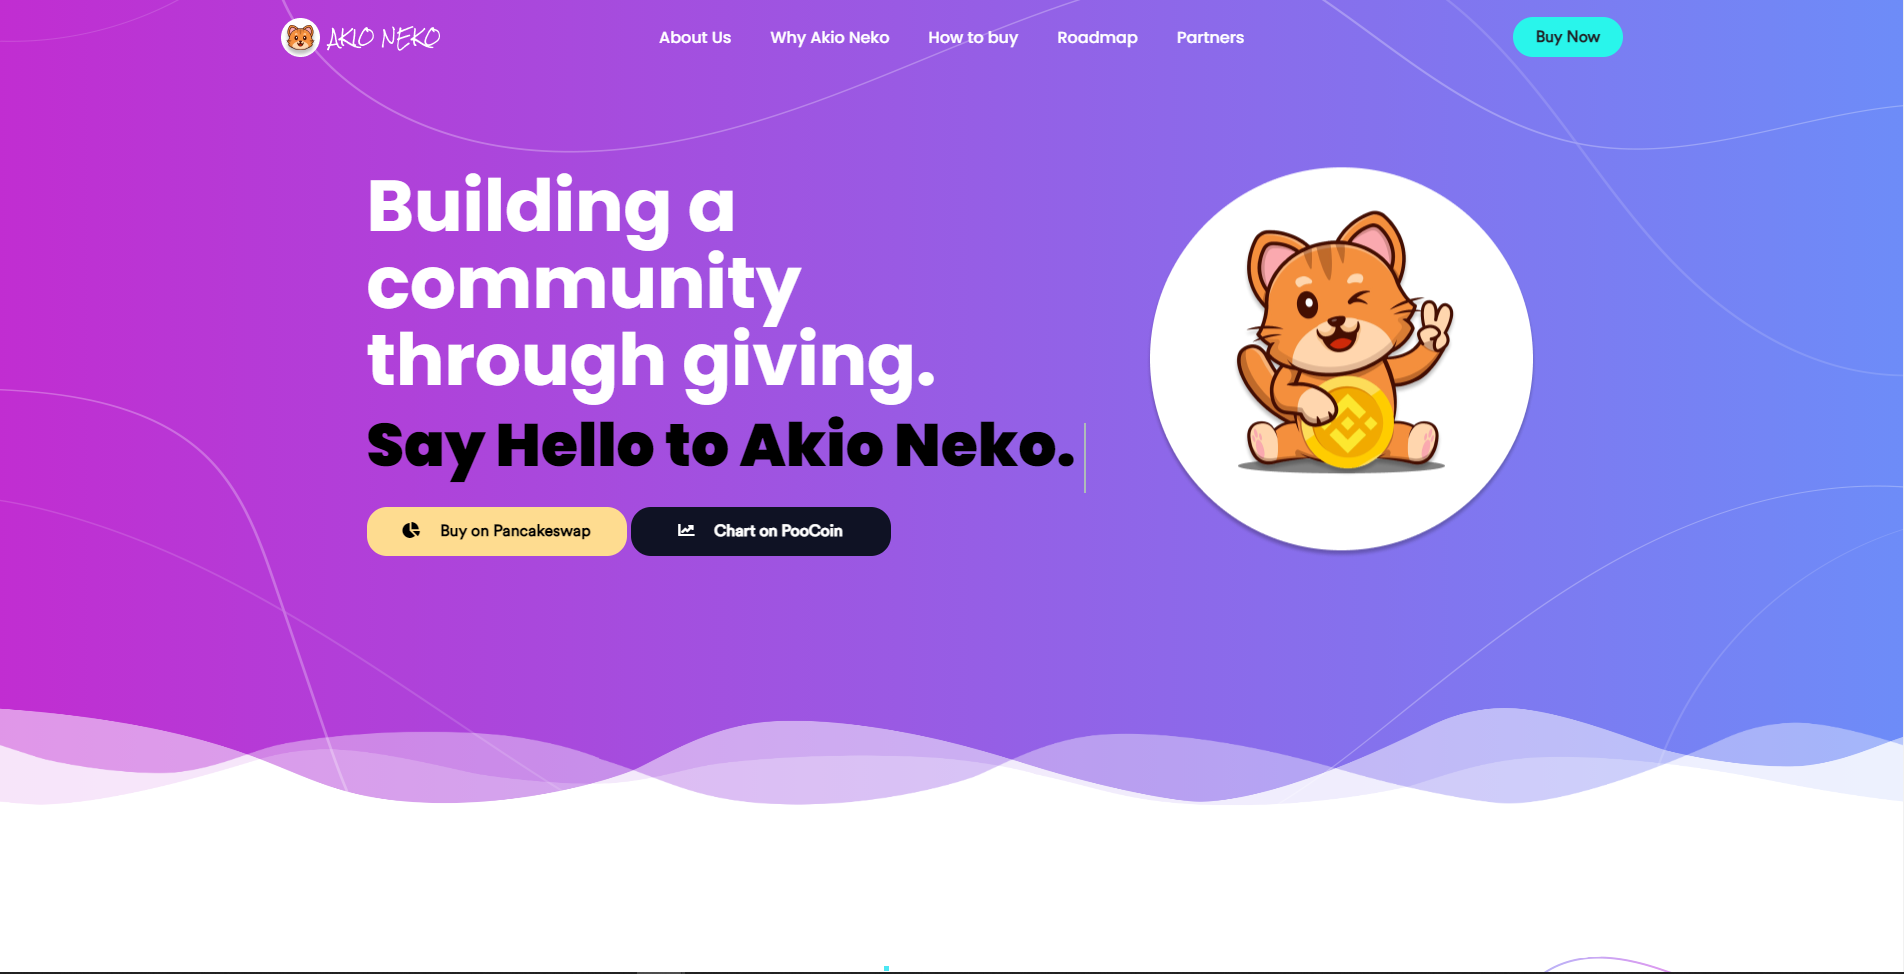 AKIO NEKO
About Us
Why Akio Neko
How to buy
Roadmap
Partners
Buy Now
Building a
community
through giving.
Say Hello to Akio Neko.
Buy on Pancakeswap
Chart on PooCoin